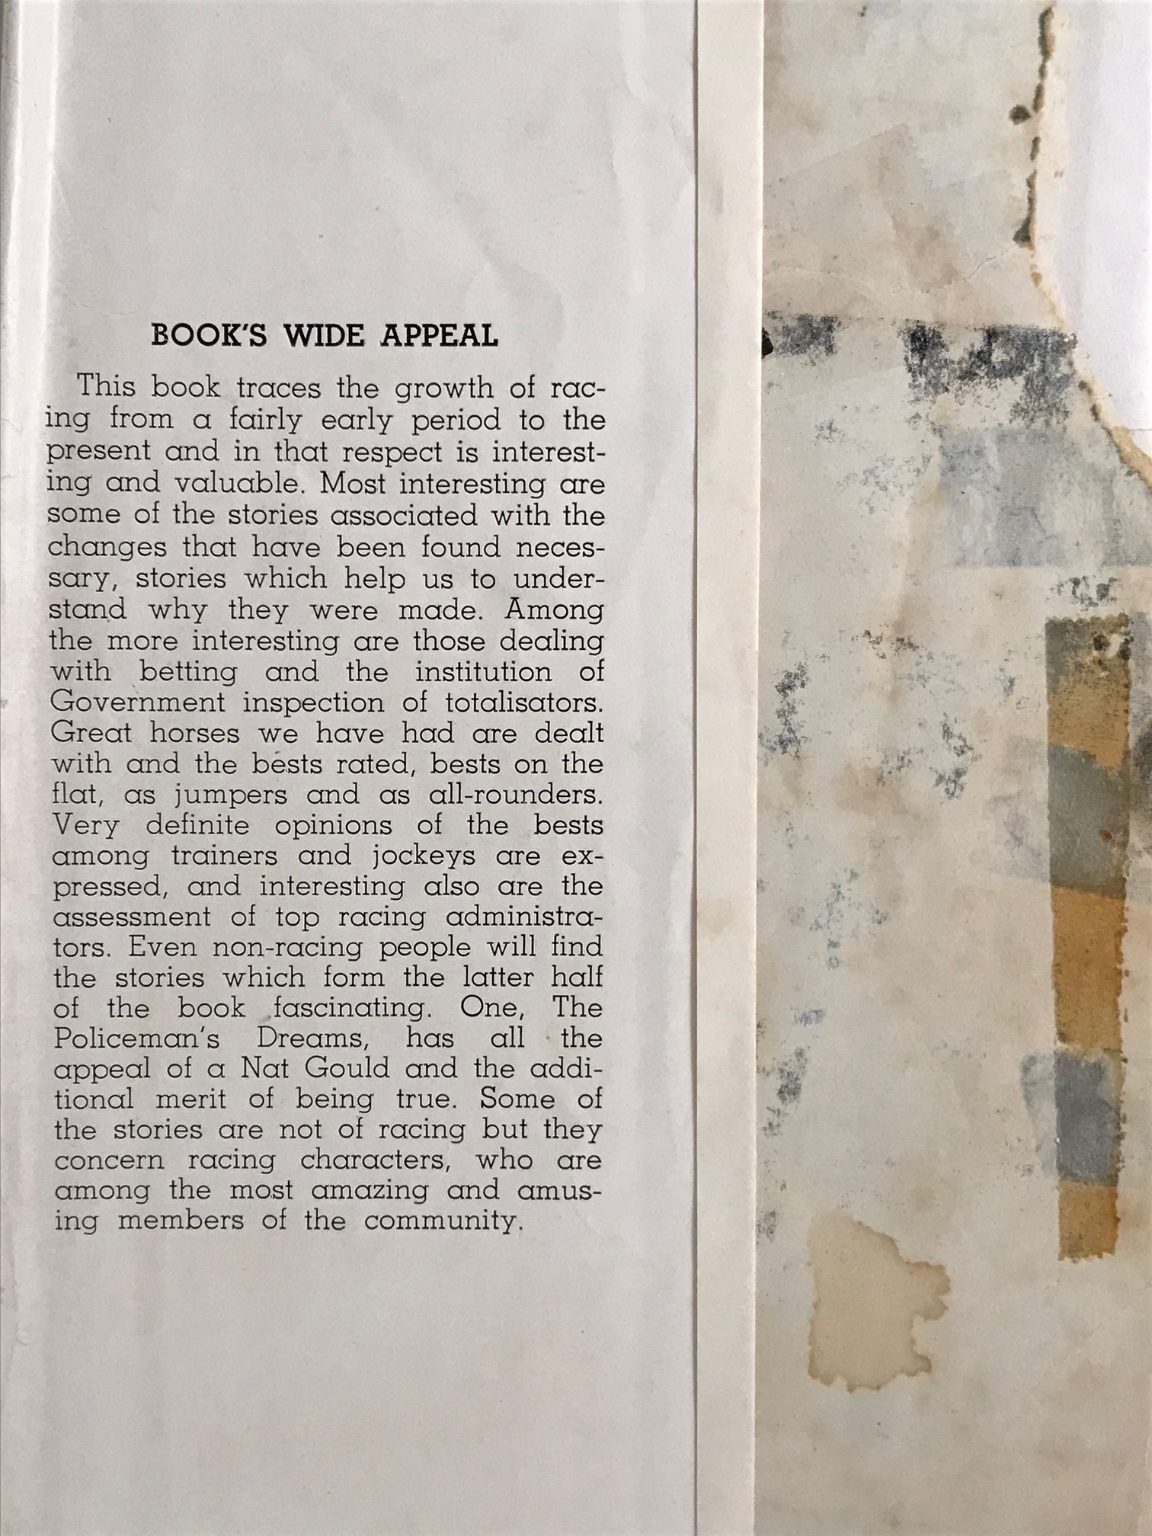 BOOK'S WIDE APPEAL
This book traces the growth of rac-
ing from a fairly early period to the
present and in that respect is interest-
ing and valuable. Most interesting are
some of the stories associated with the
changes that have been found neces-
sary, stories which help us to under-
stand why they were made. Among
the more interesting are those dealing
with betting and the institution of
Government inspection of totalisators.
Great horses we have had are dealt
with and the bests rated, bests on the
flat, as jumpers and as all-rounders.
Very definite opinions of the bests
among trainers and jockeys are ex-
pressed, and interesting also are the
assessment of top racing administra-
tors. Even non-racing people will find
the stories which form the latter half
of the book fascinating. One, The
Policeman's Dreams, has all the
appeal of a Nat Gould and the addi-
tional merit of being true. Some of
the stories are not of racing but they
concern racing characters, who are
among the most amazing and amus-
ing members of the community.